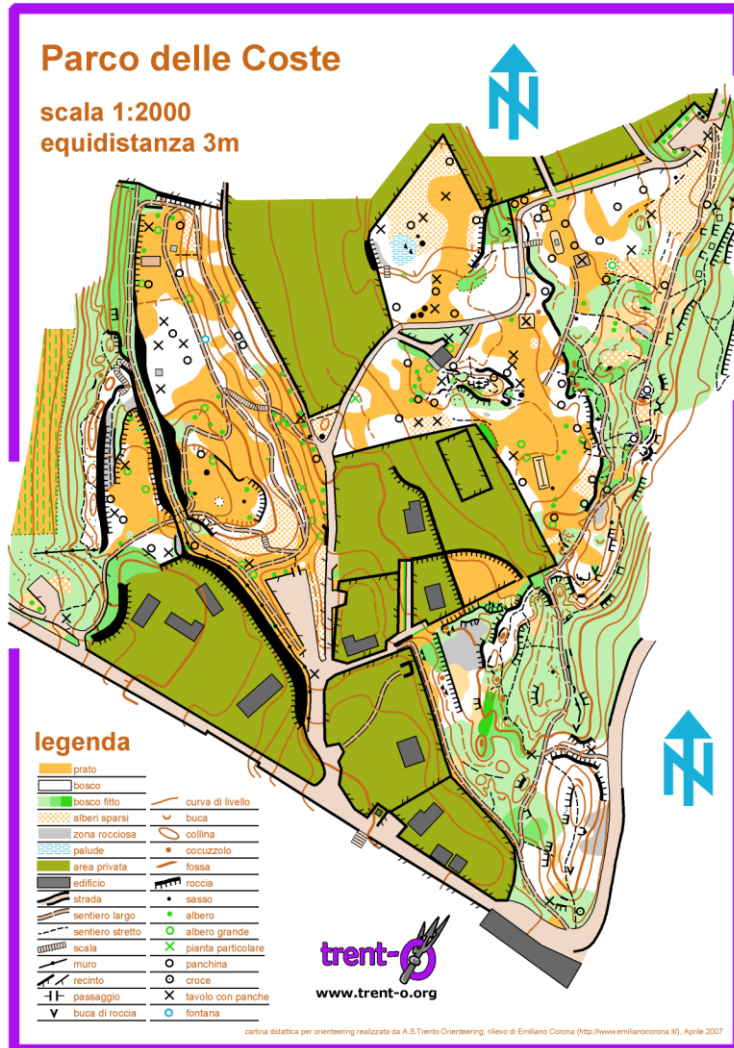 Parco delle Coste
scala 1:2000
equidistanza 3m
legenda
prato
bosco
bosco fitto
alberi sparsi
zona rocciosa
palude
area privata
edificio
strada
sentiero largo
sentiero stretto
scala
muro
recinto
passaggio
buca di roccia
curva di livello
buca
collina
cocuzzolo
fossa
roccia
sasso
albero
albero grande
pianta particolare
panchina
croce
tavolo con panche
fontana
trent-O
www.trent-o.org
cartina didattica per orienteering realizzata da A.S.Trento Orienteering; rilievo di Emiliano Corona (http://www.emilianocorona.it/), Aprile 2007